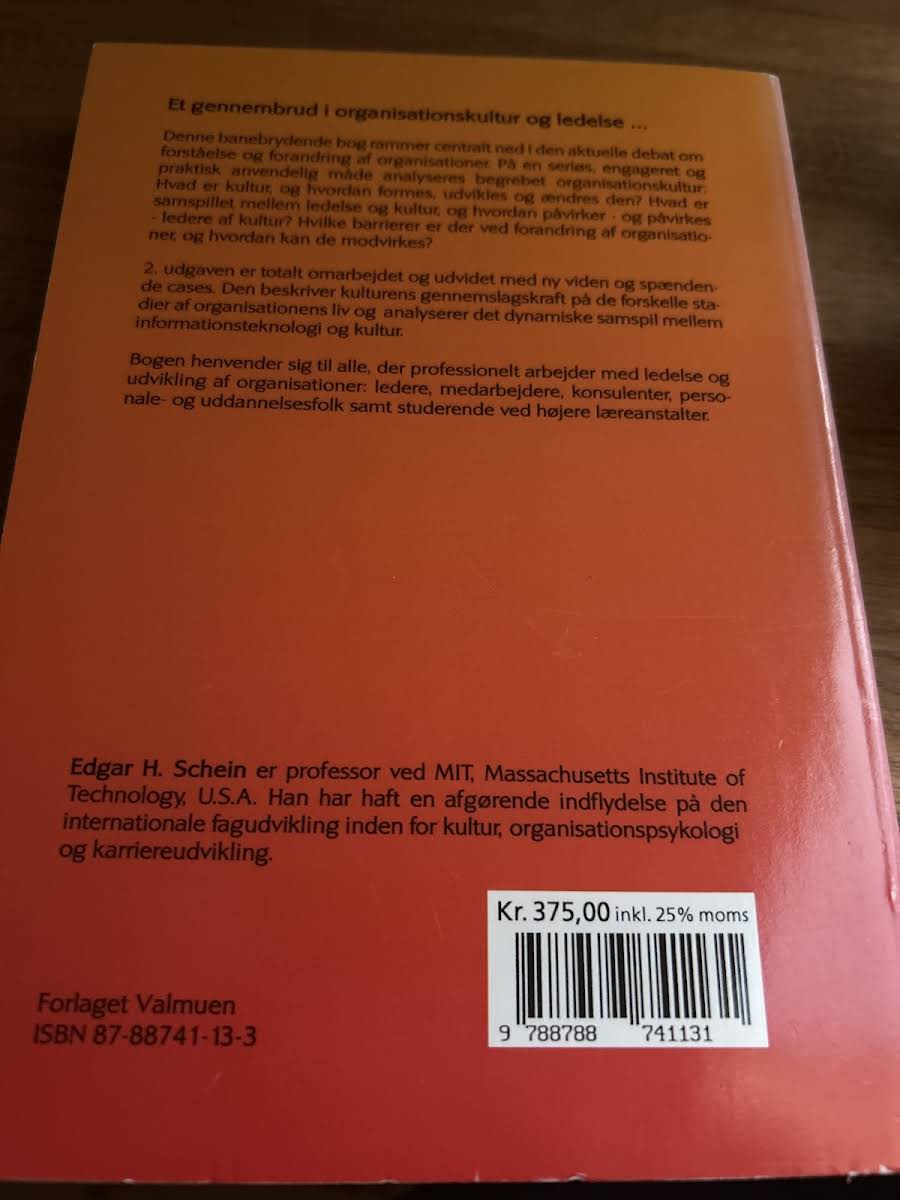 Et gennembrud i organisationskultur og ledelse ...
Denne banebrydende bog rammer centralt ned i den aktuelle debat om
forståelse og forandring af organisationer. På en seriøs, engageret og
praktisk anvendelig måde analyseres begrebet organisationskultur:
Hvad er kultur, og hvordan formes, udvikles og ændres den? Hvad er
samspillet mellem ledelse og kultur, og hvordan påvirker - og påvirkes
- ledere af kultur? Hvilke barrierer er der ved forandring af organisatio-
ner, og hvordan kan de modvirkes?
2. udgaven er totalt omarbejdet og udvidet med ny viden og spænden-
de cases. Den beskriver kulturens gennemslagskraft på de forskelle sta-
dier af organisationens liv og analyserer det dynamiske samspil mellem
informationsteknologi og kultur.
Bogen henvender sig til alle, der professionelt arbejder med ledelse og
udvikling af organisationer: ledere, medarbejdere, konsulenter, perso-
nale- og uddannelsesfolk samt studerende ved højere læreanstalter.
Edgar H. Schein er professor ved MIT, Massachusetts Institute of
Technology, U.S.A. Han har haft en afgørende indflydelse på den
internationale fagudvikling inden for kultur, organisationspsykologi
og karriereudvikling.
Kr. 375,00 inkl. 25% moms
9 788788 741131
Forlaget Valmuen
ISBN 87-88741-13-3